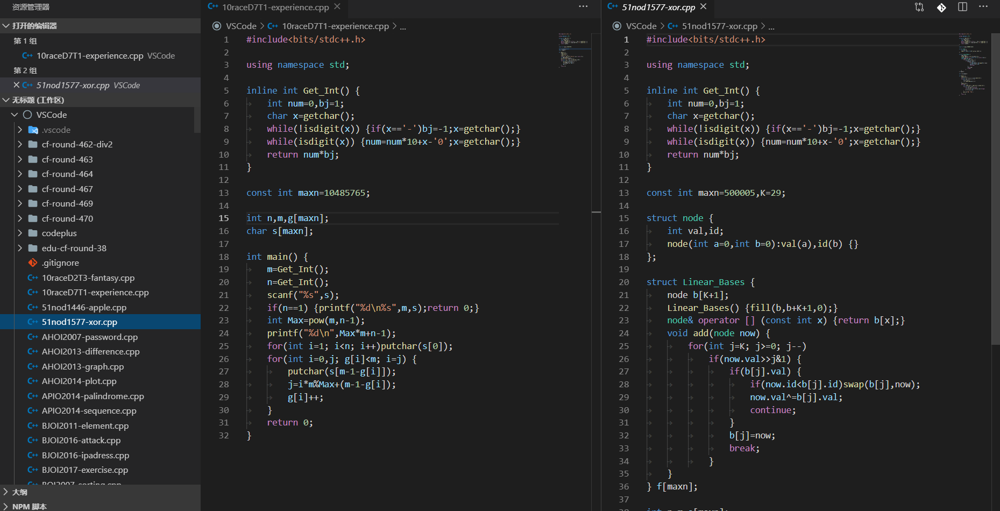 资源管理器
打开的编辑器
第 1 组
10raceD7T1-experience.cpp VSCode
第 2 组
51nod1577-xor.cpp VSCode
无标题 (工作区)
VSCode
.vscode
cf-round-462-div2
cf-round-463
cf-round-464
cf-round-467
cf-round-469
cf-round-470
codeplus
edu-cf-round-38
.gitignore
10raceD2T3-fantasy.cpp
10raceD7T1-experience.cpp
51nod1446-apple.cpp
51nod1577-xor.cpp
AHOI2007-password.cpp
AHOI2013-difference.cpp
AHOI2013-graph.cpp
AHOI2014-plot.cpp
APIO2014-palindrome.cpp
APIO2014-sequence.cpp
BJOI2011-element.cpp
BJOI2016-attack.cpp
BJOI2016-ipadress.cpp
BJOI2017-exercise.cpp
BOI2007-sorting.cpp
大纲
NPM 脚本
10raceD7T1-experience.cpp
VSCode > 10raceD7T1-experience.cpp > ...
1 #include<bits/stdc++.h>
2
3 using namespace std;
4
5 inline int Get_Int() {
6 int num=0,bj=1;
7 char x=getchar();
8 while(!isdigit(x)) {if(x=='-')bj=-1;x=getchar();}
9 while(isdigit(x)) {num=num*10+x-'0';x=getchar();}
10 return num*bj;
11 }
12
13 const int maxn=10485765;
14
15 int n,m,g[maxn];
16 char s[maxn];
17
18 int main() {
19 m=Get_Int();
20 n=Get_Int();
21 scanf("%s",s);
22 if(n==1) {printf("%d\n%s",m,s);return 0;}
23 int Max=pow(m,n-1);
24 printf("%d\n",Max*m+n-1);
25 for(int i=1; i<n; i++)putchar(s[0]);
26 for(int i=0,j; g[i]<m; i=j) {
27 putchar(s[m-1-g[i]]);
28 j=i*m%Max+(m-1-g[i]);
29 g[i]++;
30 }
31 return 0;
32 }
51nod1577-xor.cpp
VSCode > 51nod1577-xor.cpp > ...
1 #include<bits/stdc++.h>
2
3 using namespace std;
4
5 inline int Get_Int() {
6 int num=0,bj=1;
7 char x=getchar();
8 while(!isdigit(x)) {if(x=='-')bj=-1;x=getchar();}
9 while(isdigit(x)) {num=num*10+x-'0';x=getchar();}
10 return num*bj;
11 }
12
13 const int maxn=500005,K=29;
14
15 struct node {
16 int val,id;
17 node(int a=0,int b=0):val(a),id(b) {}
18 };
19
20 struct Linear_Bases {
21 node b[K+1];
22 Linear_Bases() {fill(b,b+K+1,0);}
23 node& operator [] (const int x) {return b[x];}
24 void add(node now) {
25 for(int j=K; j>=0; j--)
26 if(now.val>>j&1) {
27 if(b[j].val) {
28 if(now.id<b[j].id)swap(b[j],now);
29 now.val^=b[j].val;
30 continue;
31 }
32 b[j]=now;
33 break;
34 }
35 }
36 } f[maxn];
37